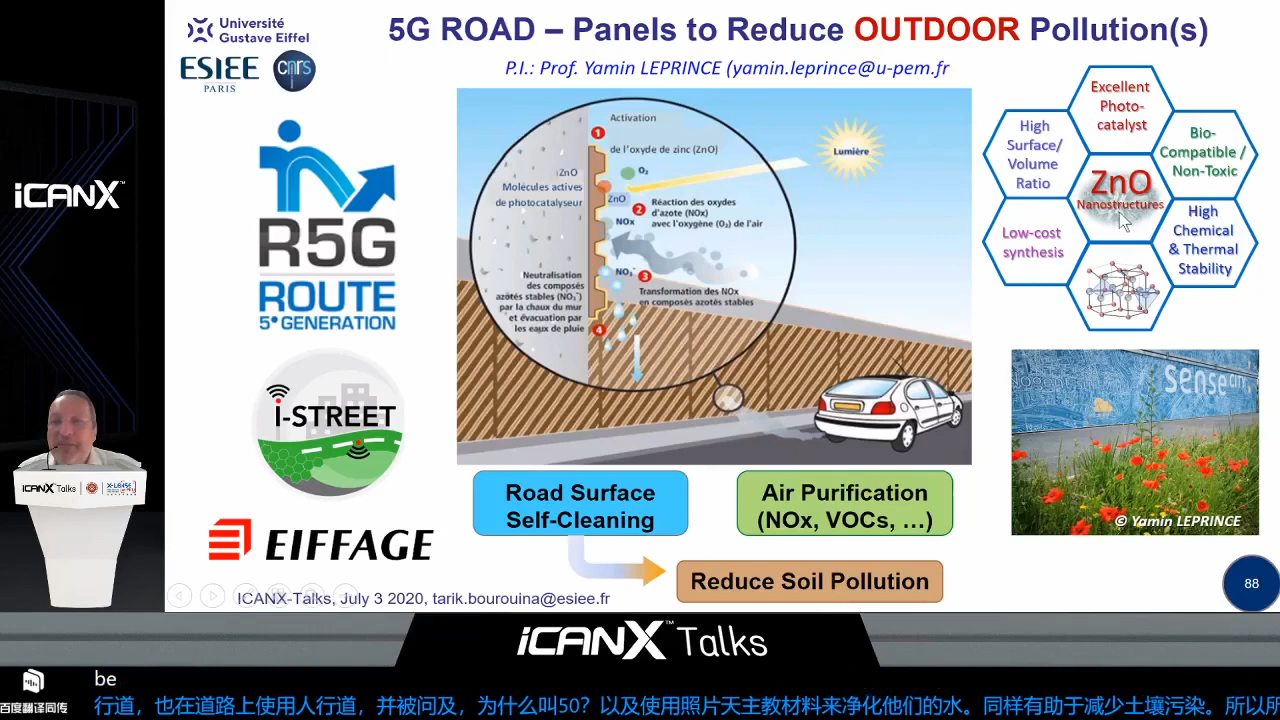 Université
Gustave Eiffel
ESIEE
PARIS
cnrs
5G ROAD – Panels to Reduce OUTDOOR Pollution(s)
P.I.: Prof. Yamin LEPRINCE (yamin.leprince@u-pem.fr
iCANX™
R5G
ROUTE
5e GENERATION
i-STREET
EIFFAGE
1
Activation
de l'oxyde de zinc (ZnO)
ZnO
Molécules actives
de photocatalyseur
O₂
Lumière
ZnO
2
Réaction des oxydes
d'azote (NOx)
avec l'oxygène (O₂) de l'air
NOx
NO₃⁻
3
Transformation des NOx
en composés azotés stables
Neutralisation
des composés
azotés stables (NO₃⁻)
par la chaux du mur
et évacuation par
les eaux de pluie
4
Excellent
Photo-
catalyst
High
Surface/
Volume
Ratio
Bio-
Compatible /
Non-Toxic
ZnO
Nanostructures
Low-cost
synthesis
High
Chemical
& Thermal
Stability
Sense
city
© Yamin LEPRINCE
Road Surface
Self-Cleaning
Air Purification
(NOx, VOCs, …)
Reduce Soil Pollution
88
ICANX-Talks, July 3 2020, tarik.bourouina@esiee.fr
iCANX Talks
iCANX™ Talks
be
百度翻译同传
行道，也在道路上使用人行道，并被问及，为什么叫50？以及使用照片天主教材料来净化他们的水。同样有助于减少土壤污染。所以所